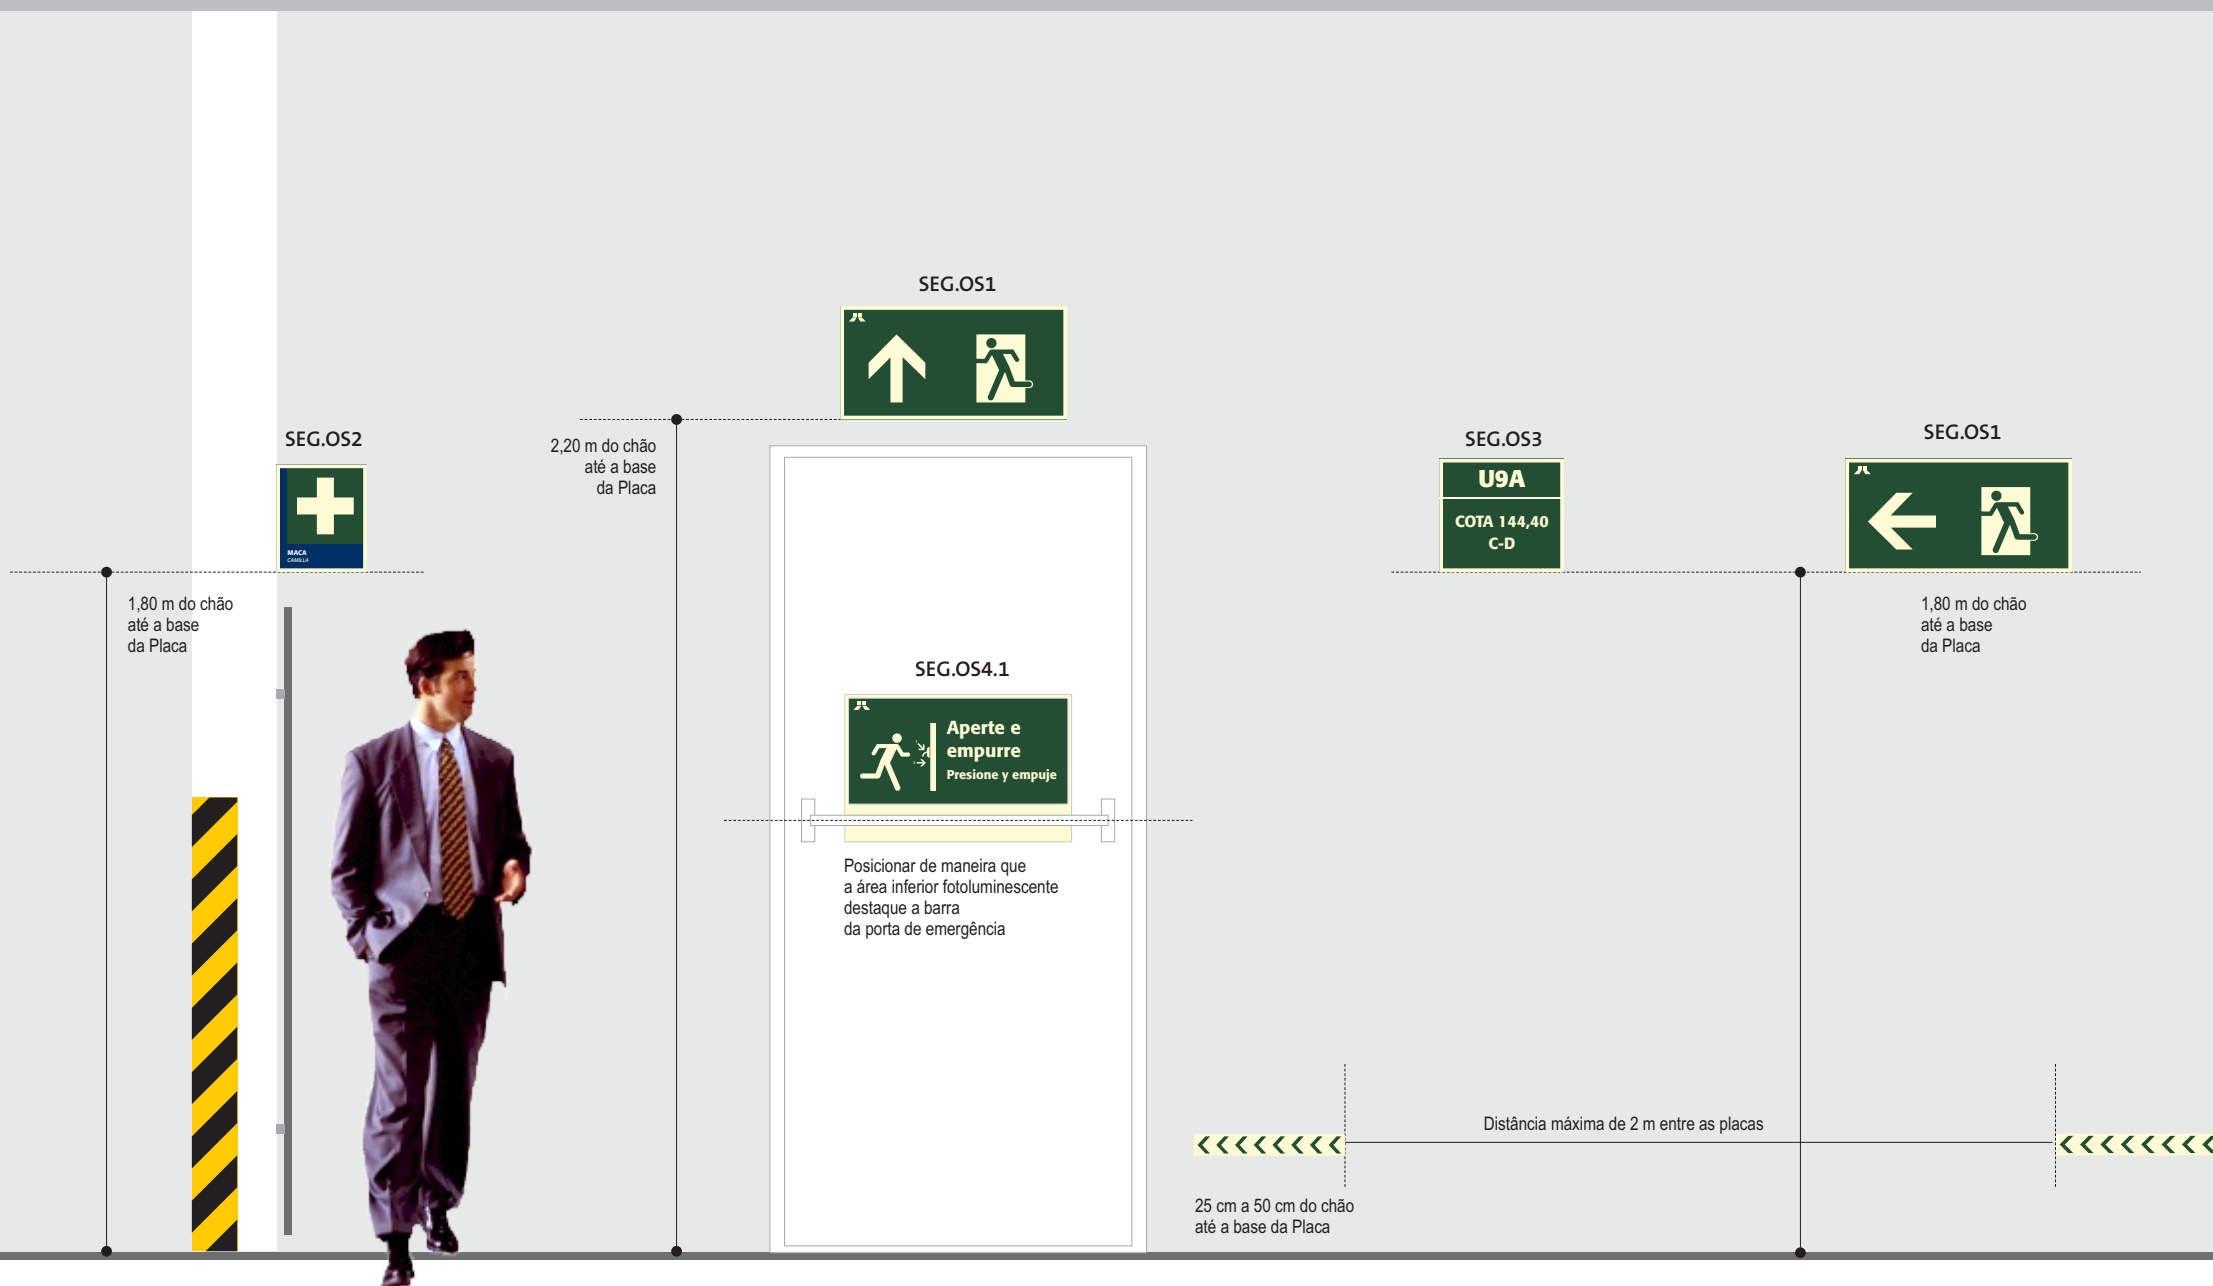 SEG.OS1
SEG.OS2
MACA
CAMILLA
1,80 m do chão
até a base
da Placa
2,20 m do chão
até a base
da Placa
SEG.OS4.1
Aperte e
empurre
Presione y empuje
Posicionar de maneira que
a área inferior fotoluminescente
destaque a barra
da porta de emergência
SEG.OS3
U9A
COTA 144,40
C-D
SEG.OS1
1,80 m do chão
até a base
da Placa
Distância máxima de 2 m entre as placas
25 cm a 50 cm do chão
até a base da Placa